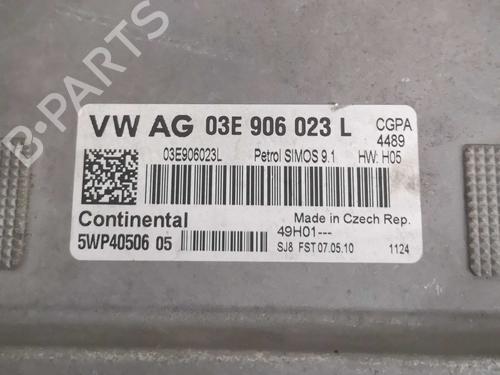 B-PARTS
VW AG 03E 906 023 L
CGPA
4489
03E906023L Petrol SIMOS 9.1 HW: H05
Continental
Made in Czech Rep.
5WP40506 05
49H01---
SJ8 FST 07.05.10 1124